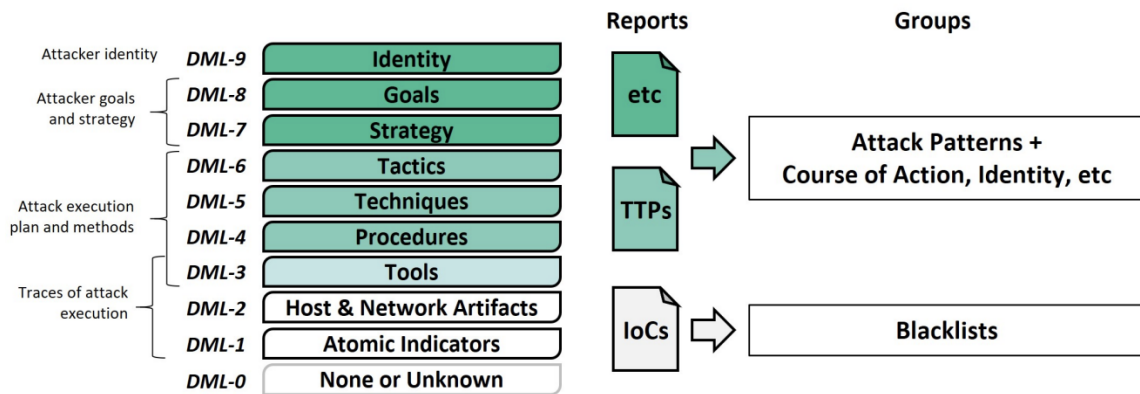 Reports
Groups
Attacker identity
DML-9
Identity
Attacker goals
and strategy
DML-8
Goals
DML-7
Strategy
Attack execution
plan and methods
DML-6
Tactics
DML-5
Techniques
DML-4
Procedures
Traces of attack
execution
DML-3
Tools
DML-2
Host & Network Artifacts
DML-1
Atomic Indicators
DML-0
None or Unknown
etc
TTPs
Attack Patterns +
Course of Action, Identity, etc
IoCs
Blacklists